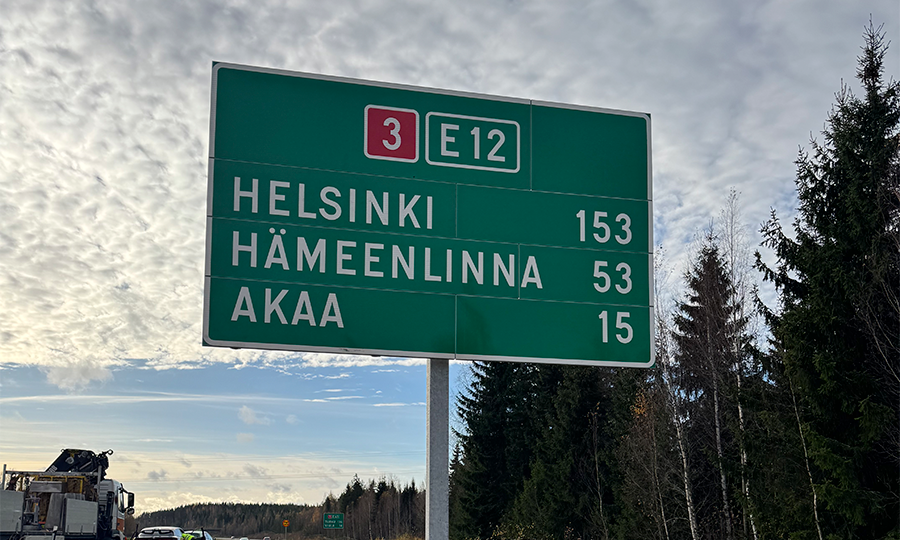 3 E 12
HELSINKI 153
HÄMEENLINNA 53
AKAA 15